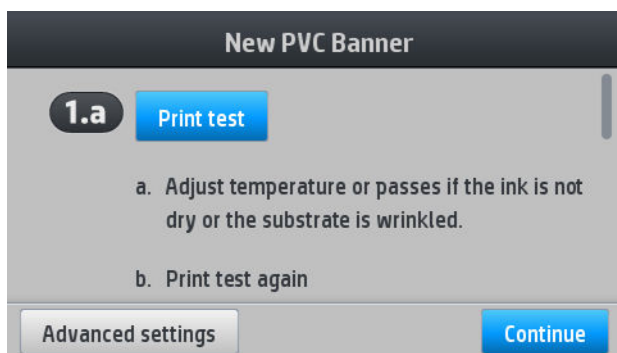 New PVC Banner
1.a Print test
a. Adjust temperature or passes if the ink is not
dry or the substrate is wrinkled.
b. Print test again
Advanced settings Continue